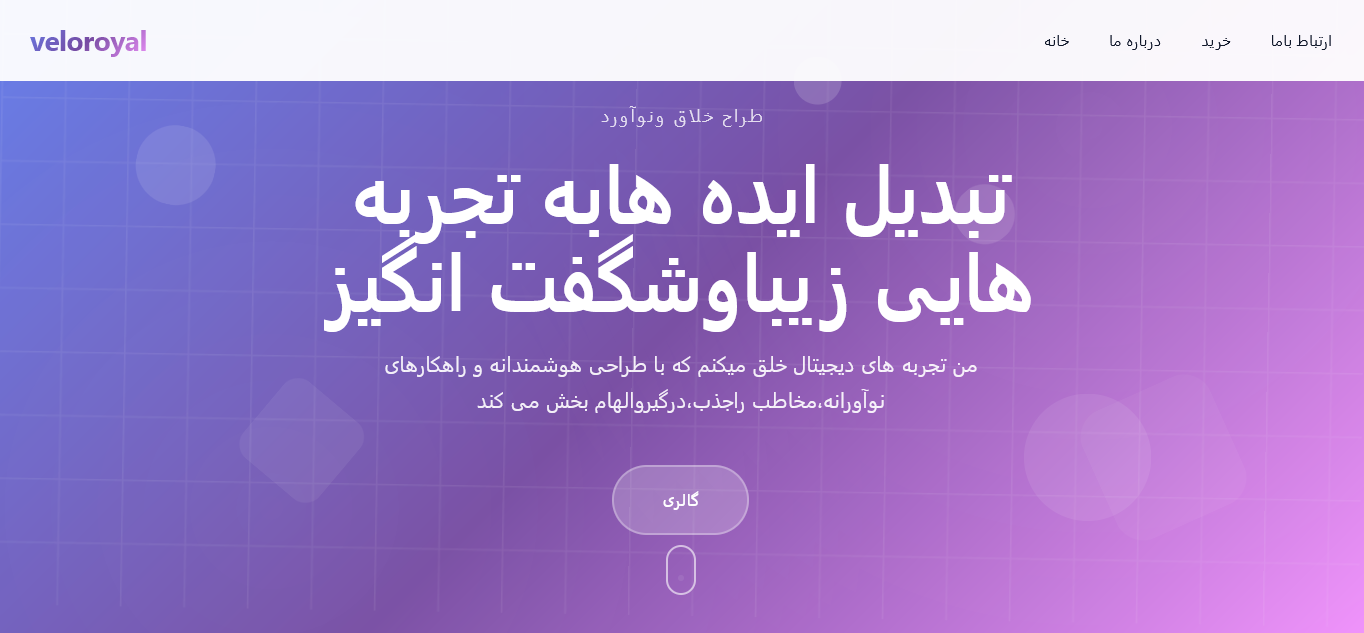 veloroyal
ارتباط باما
خرید
درباره ما
خانه
طراح خلاق ونوآورد
تبدیل ایده هابه تجربه
هایی زیباوشگفت انگیز
من تجربه های دیجیتال خلق میکنم که با طراحی هوشمندانه و راهکارهای
نوآورانه،مخاطب راجذب،درگیروالهام بخش می کند
گالری